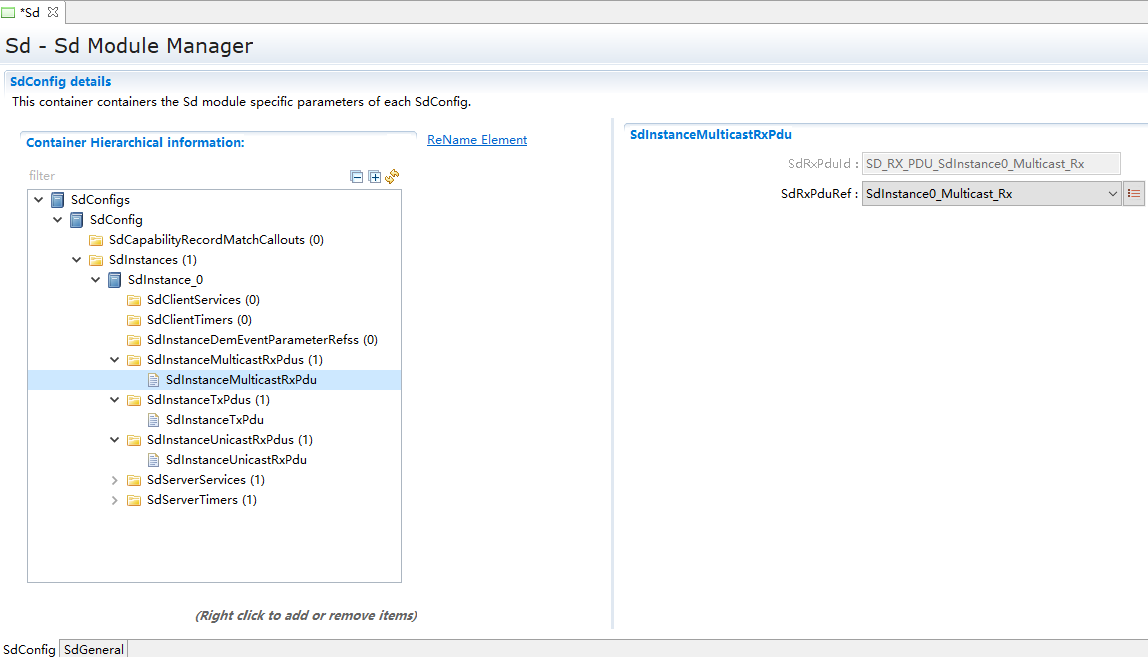 *Sd
Sd - Sd Module Manager
SdConfig details
This container containers the Sd module specific parameters of each SdConfig.
Container Hierarchical information:
ReName Element
filter
SdConfigs
SdConfig
SdCapabilityRecordMatchCallouts (0)
SdInstances (1)
SdInstance_0
SdClientServices (0)
SdClientTimers (0)
SdInstanceDemEventParameterRefss (0)
SdInstanceMulticastRxPdus (1)
SdInstanceMulticastRxPdu
SdInstanceTxPdus (1)
SdInstanceTxPdu
SdInstanceUnicastRxPdus (1)
SdInstanceUnicastRxPdu
SdServerServices (1)
SdServerTimers (1)
(Right click to add or remove items)
SdInstanceMulticastRxPdu
SdRxPduId : SD_RX_PDU_SdInstance0_Multicast_Rx
SdRxPduRef : SdInstance0_Multicast_Rx
SdConfig SdGeneral